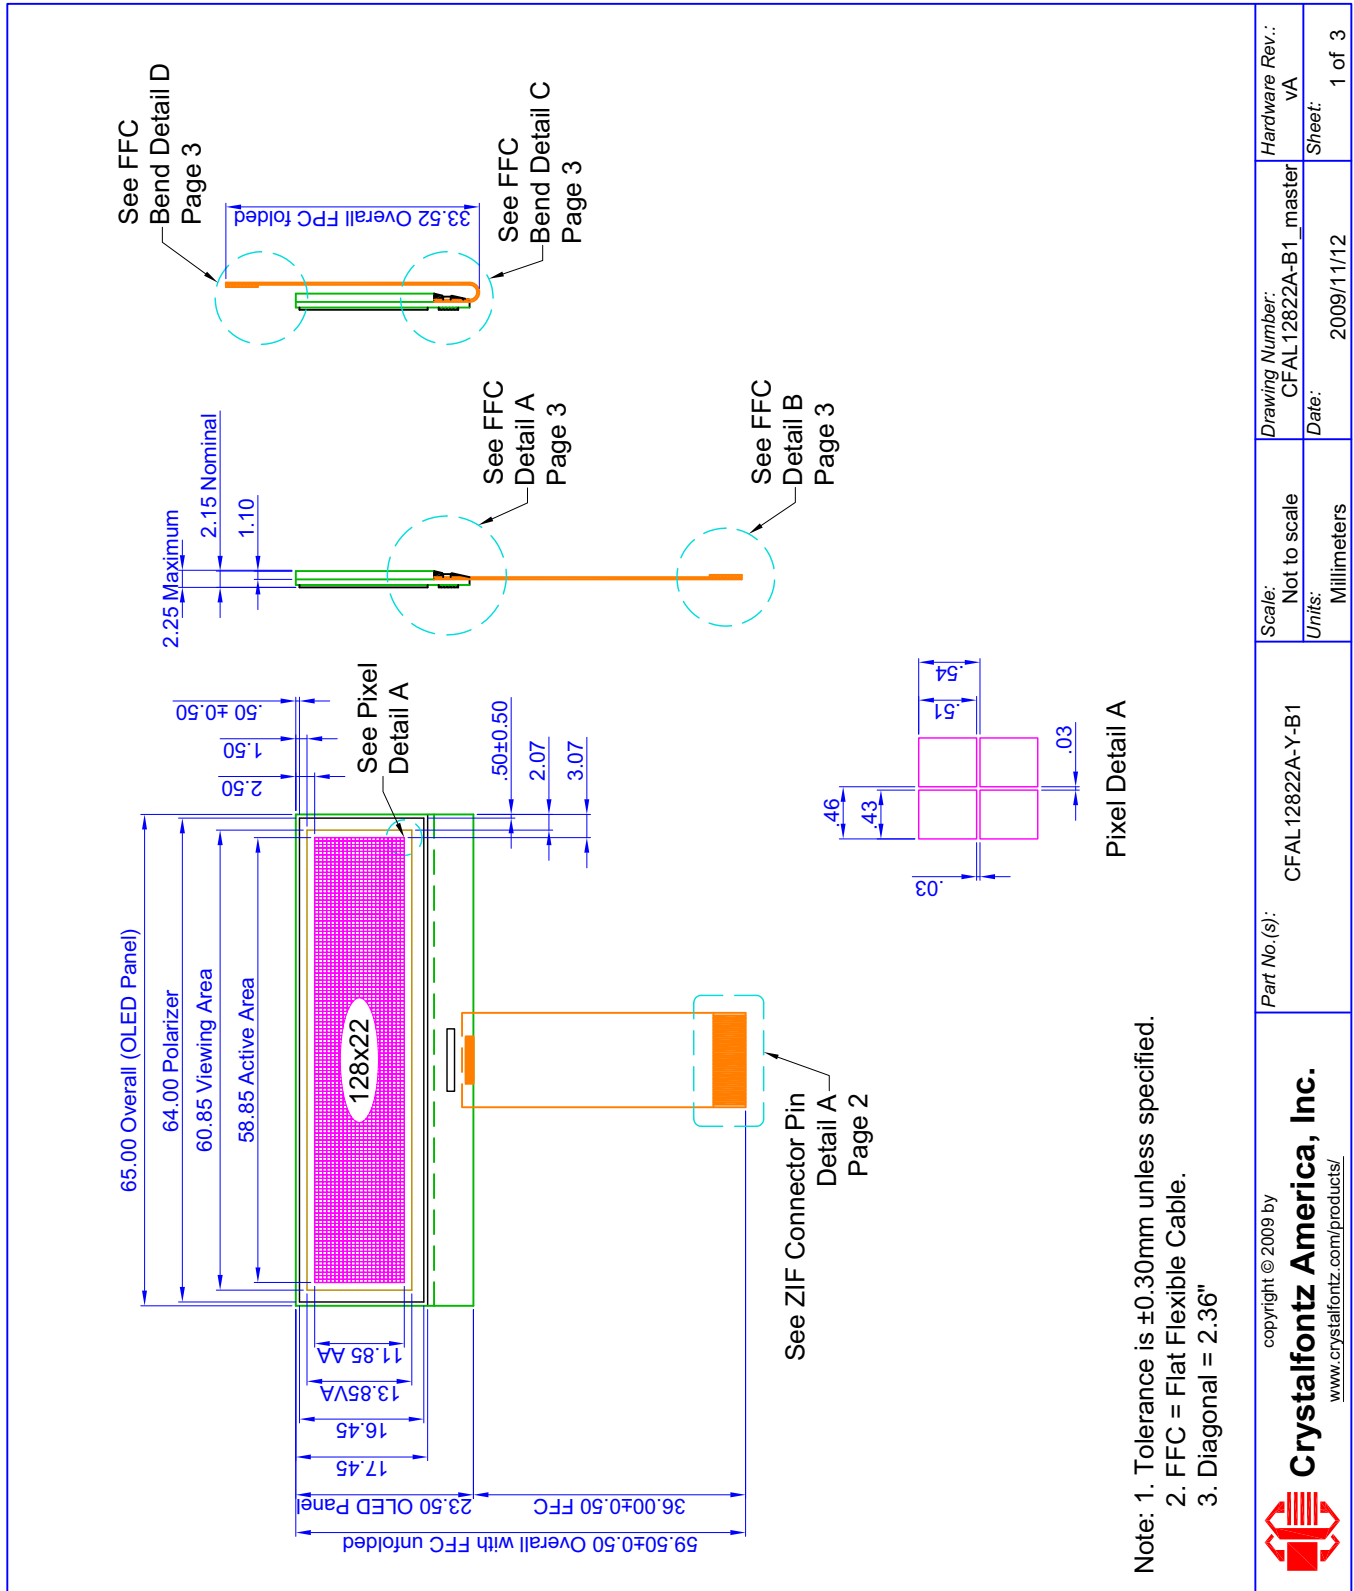 65.00 Overall (OLED Panel)
64.00 Polarizer
60.85 Viewing Area
58.85 Active Area
128x22
.50 ±0.50
1.50
2.50
See Pixel
Detail A
.50±0.50
2.07
3.07
11.85 AA
13.85VA
16.45
17.45
23.50 OLED Panel
36.00±0.50 FFC
59.50±0.50 Overall with FFC unfolded
See ZIF Connector Pin
Detail A
Page 2
2.25 Maximum
2.15 Nominal
1.10
See FFC
Detail A
Page 3
See FFC
Detail B
Page 3
See FFC
Bend Detail D
Page 3
33.52 Overall FPC folded
See FFC
Bend Detail C
Page 3
.46
.43
.03
.51
.54
.03
Pixel Detail A
Note: 1. Tolerance is ±0.30mm unless specified.
2. FFC = Flat Flexible Cable.
3. Diagonal = 2.36"
copyright © 2009 by
Crystalfontz America, Inc.
www.crystalfontz.com/products/
Part No.(s):
CFAL12822A-Y-B1
Scale:
Not to scale
Units:
Millimeters
Drawing Number:
CFAL12822A-B1_master
Date:
2009/11/12
Hardware Rev.:
vA
Sheet:
1 of 3